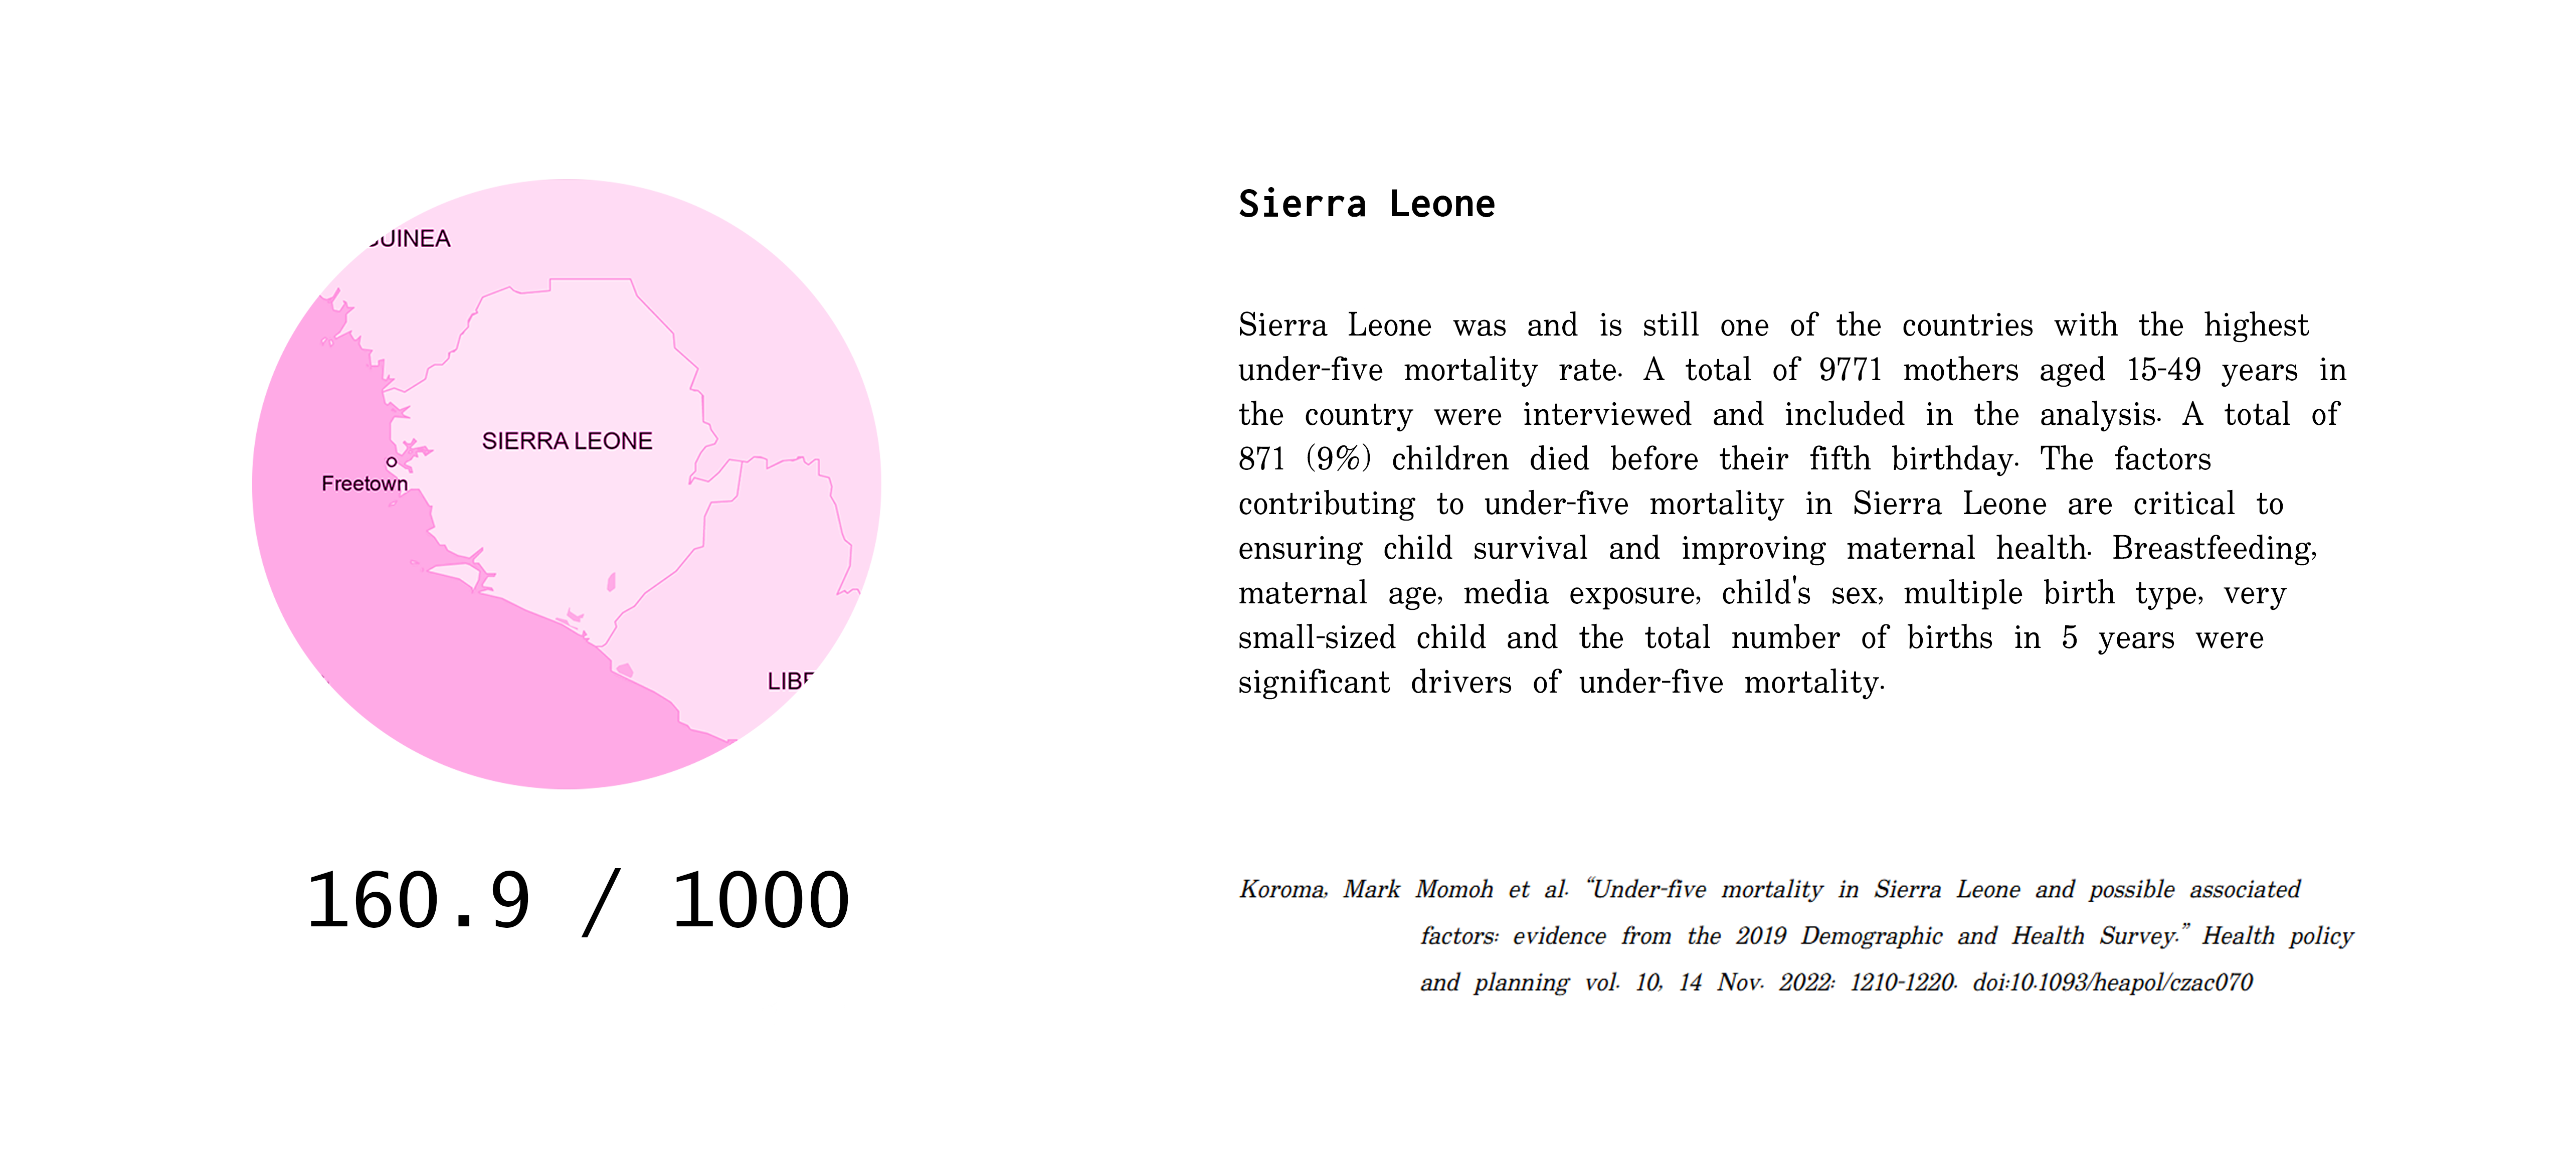 GUINEA
SIERRA LEONE
Freetown
LIBE
160.9 / 1000
Sierra Leone
Sierra Leone was and is still one of the countries with the highest
under-five mortality rate. A total of 9771 mothers aged 15-49 years in
the country were interviewed and included in the analysis. A total of
871 (9%) children died before their fifth birthday. The factors
contributing to under-five mortality in Sierra Leone are critical to
ensuring child survival and improving maternal health. Breastfeeding,
maternal age, media exposure, child's sex, multiple birth type, very
small-sized child and the total number of births in 5 years were
significant drivers of under-five mortality.
Koroma, Mark Momoh et al. “Under-five mortality in Sierra Leone and possible associated
factors: evidence from the 2019 Demographic and Health Survey.” Health policy
and planning vol. 10, 14 Nov. 2022: 1210-1220. doi:10.1093/heapol/czac070